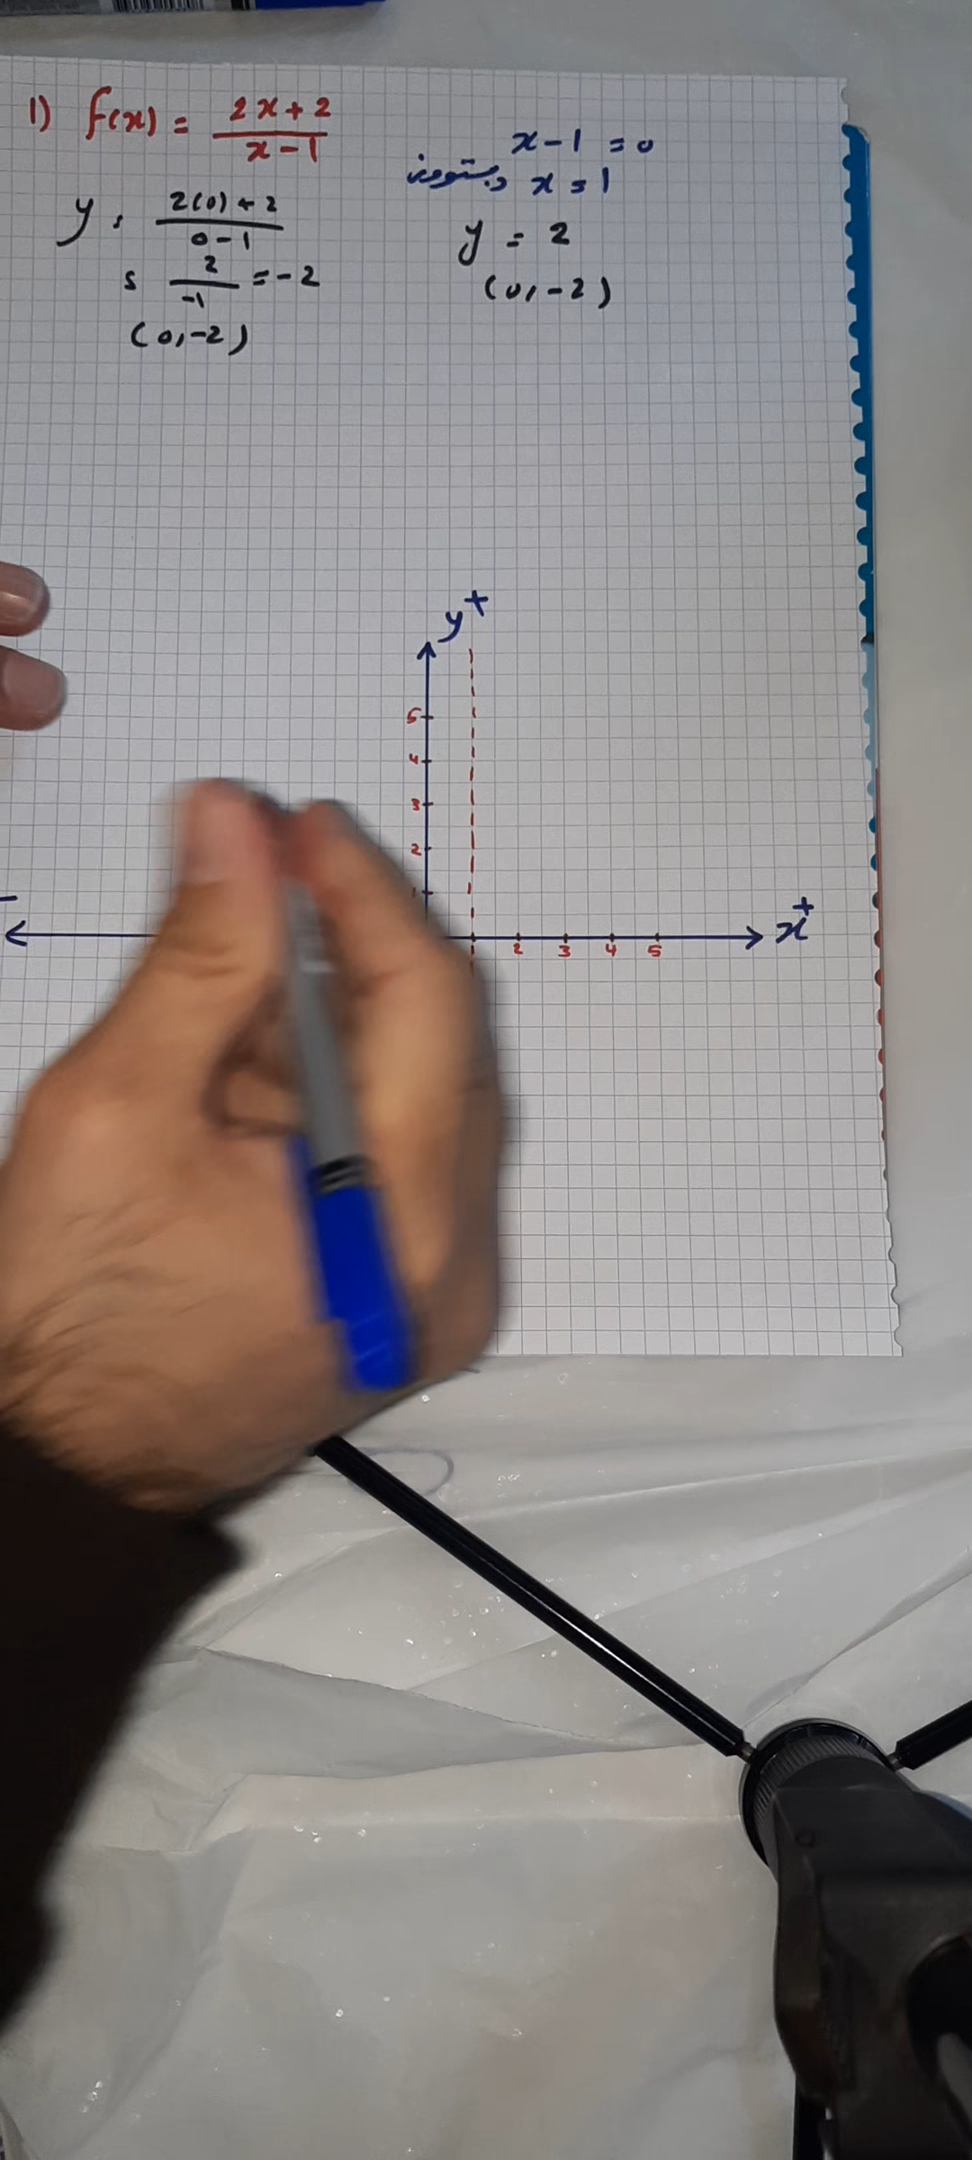 1) f(x) = (2x+2)/(x-1)
y = (2(0)+2)/(0-1)
= 2/-1 = -2
(0,-2)
x-1 = 0
x = 1
y = 2
(0,-2)
y+
5
4
3
2
1
2 3 4 5
x+